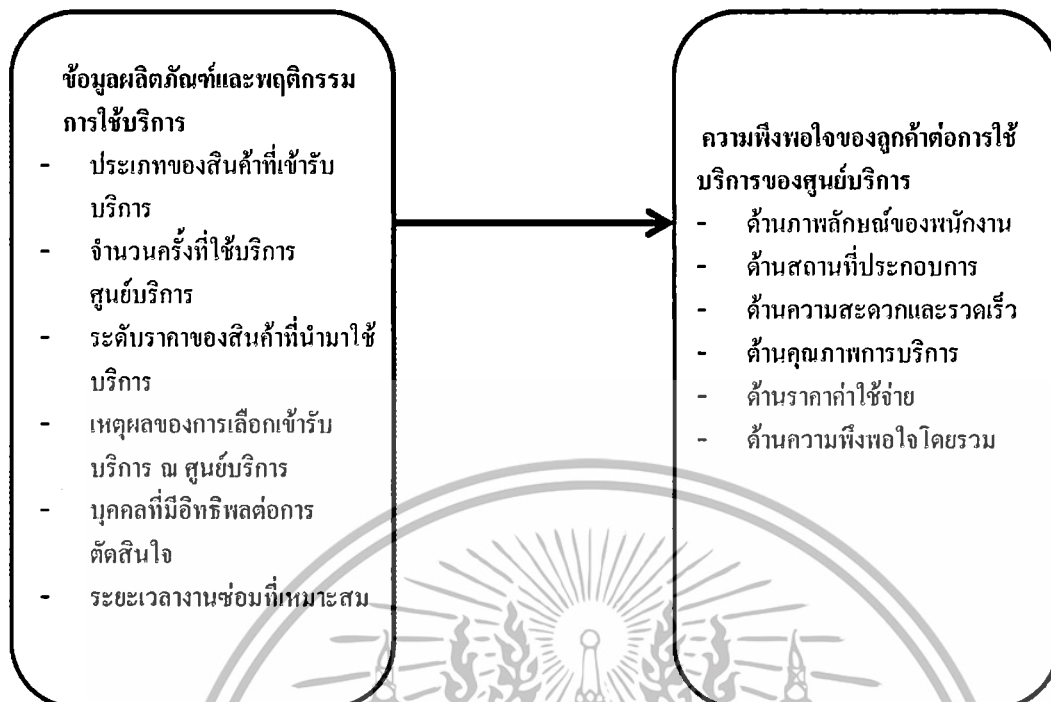 ข้อมูลผลิตภัณฑ์และพฤติกรรม
การใช้บริการ
- ประเภทของสินค้าที่เข้ารับ
บริการ
- จำนวนครั้งที่ใช้บริการ
ศูนย์บริการ
- ระดับราคาของสินค้าที่นำมาใช้
บริการ
- เหตุผลของการเลือกเข้ารับ
บริการ ณ ศูนย์บริการ
- บุคคลที่มีอิทธิพลต่อการ
ตัดสินใจ
- ระยะเวลางานซ่อมที่เหมาะสม
ความพึงพอใจของลูกค้าต่อการใช้
บริการของศูนย์บริการ
- ด้านภาพลักษณ์ของพนักงาน
- ด้านสถานที่ประกอบการ
- ด้านความสะดวกและรวดเร็ว
- ด้านคุณภาพการบริการ
- ด้านราคาค่าใช้จ่าย
- ด้านความพึงพอใจโดยรวม